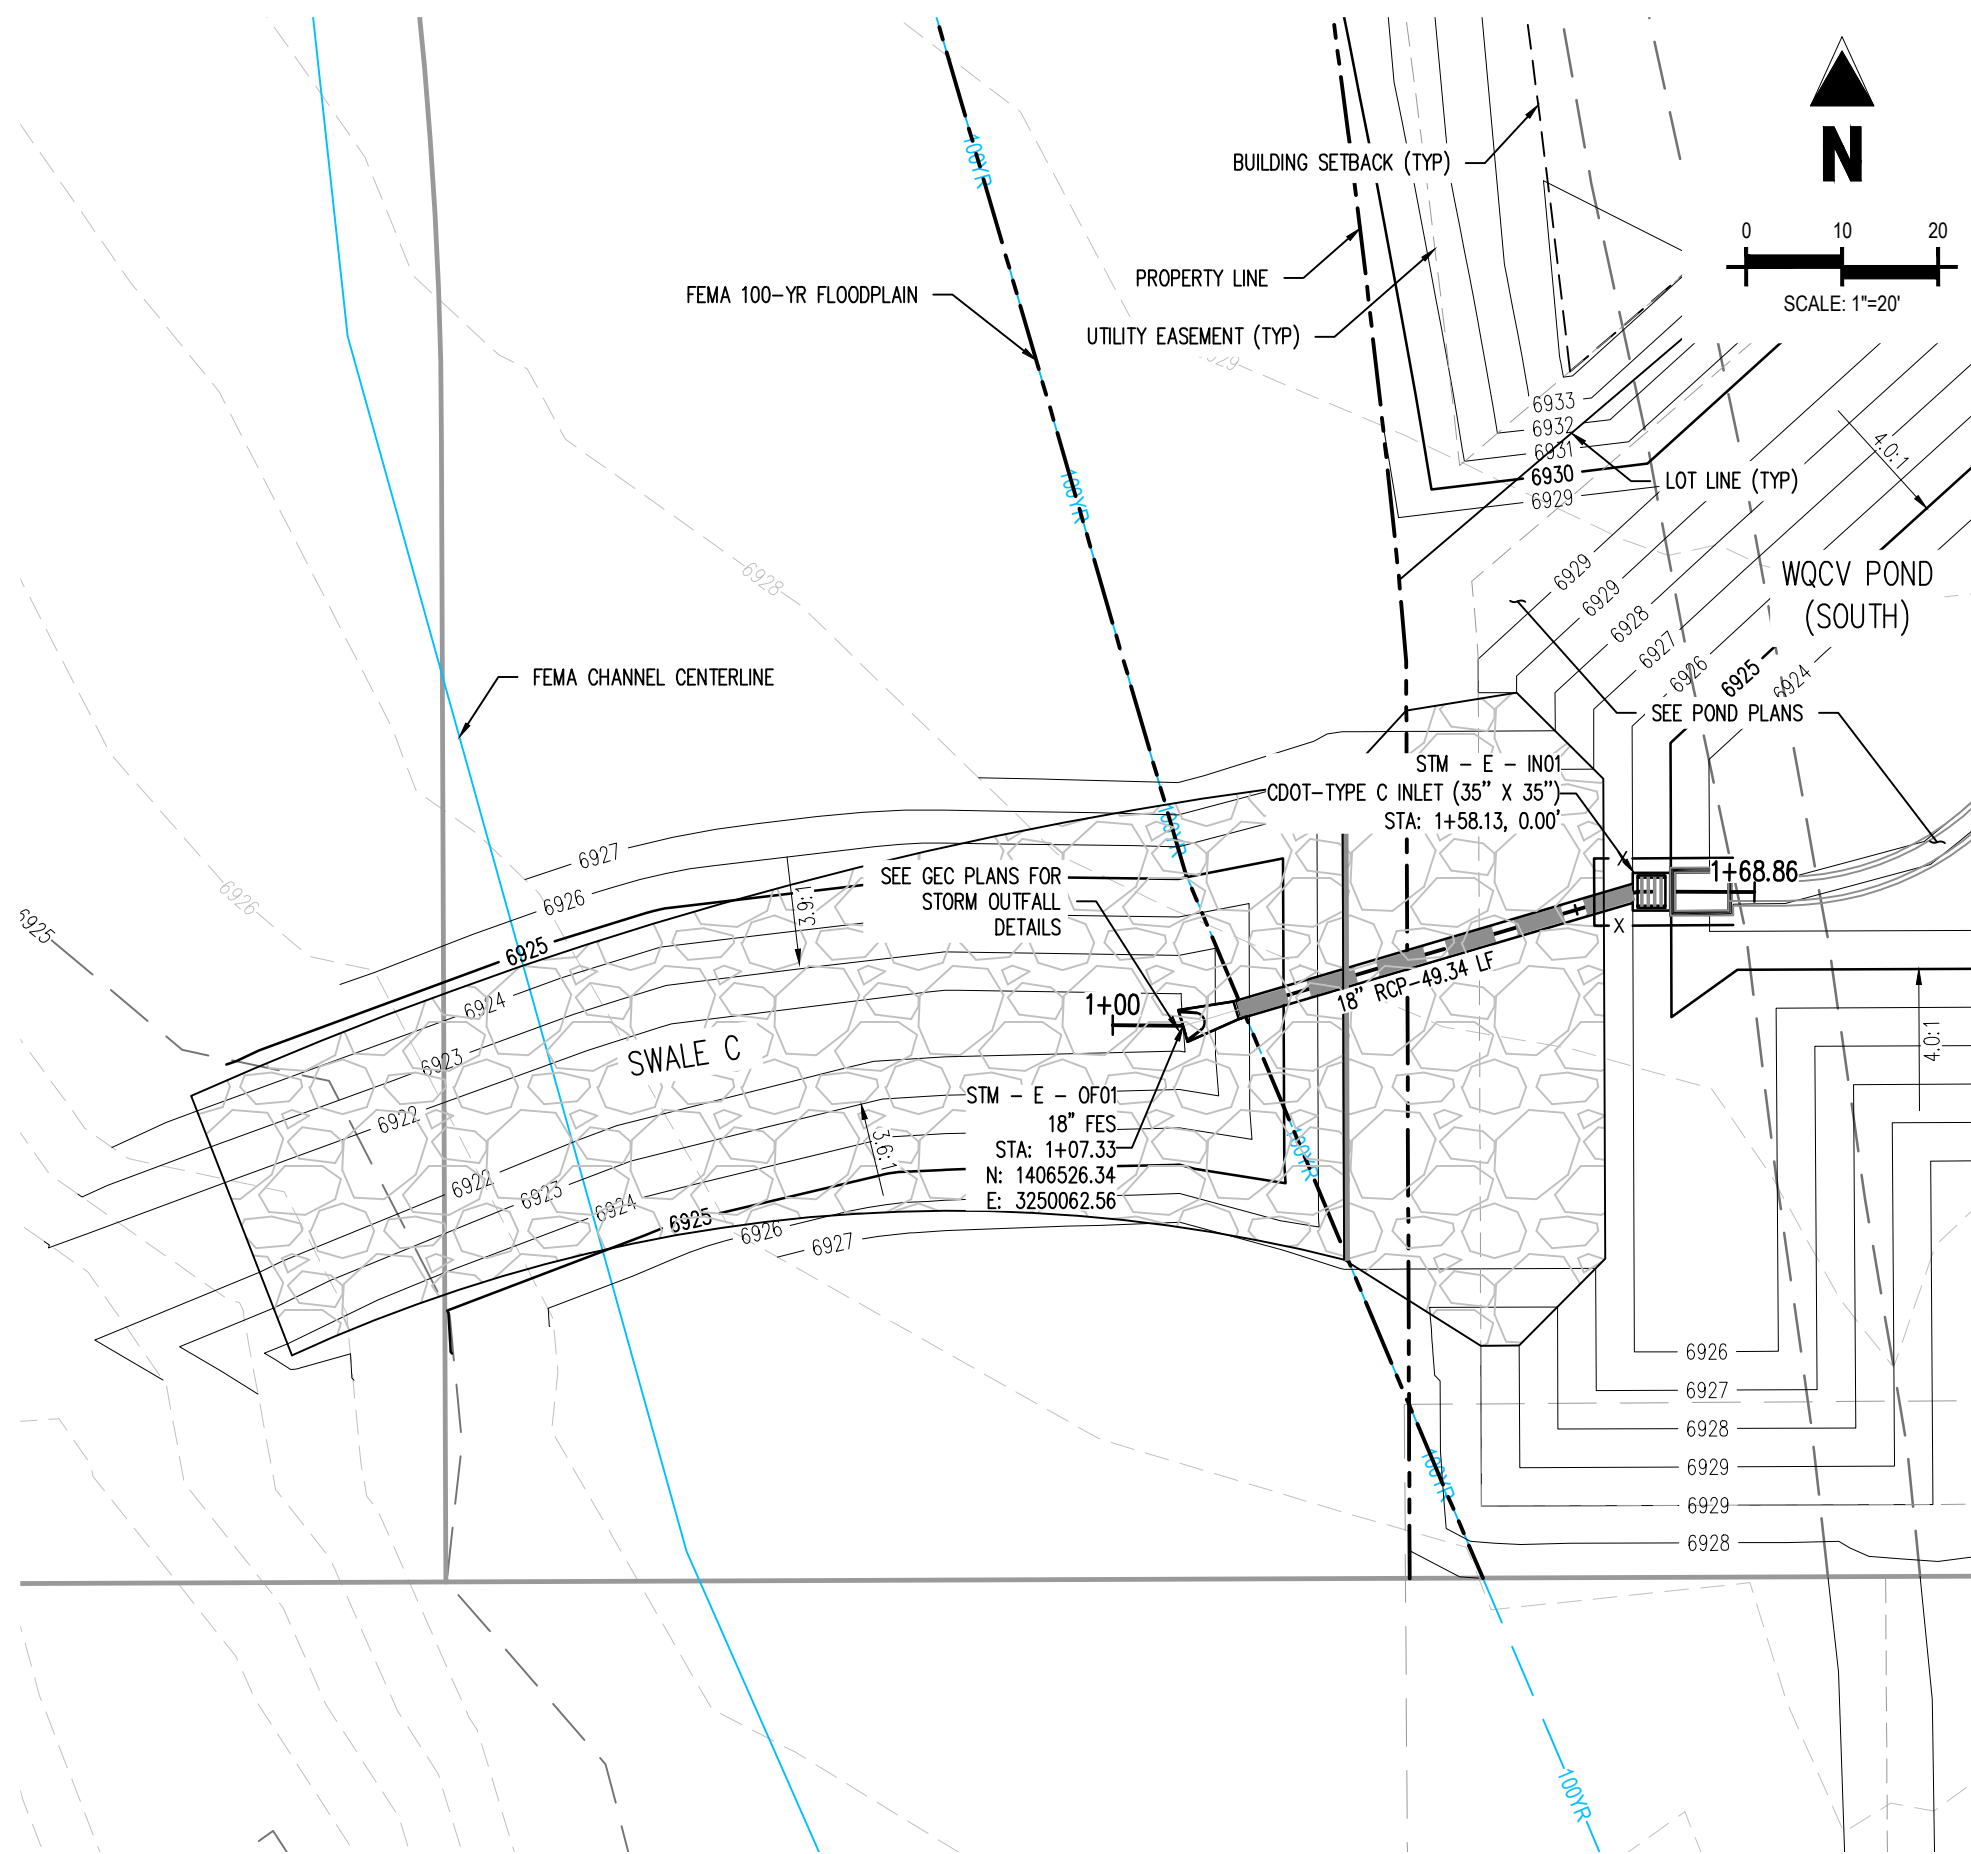 N
0 10 20
SCALE: 1"=20'
100YR
BUILDING SETBACK (TYP)
PROPERTY LINE
FEMA 100-YR FLOODPLAIN
UTILITY EASEMENT (TYP)
6933
6932
6931
6930
6929
4.0:1
LOT LINE (TYP)
100YR
6928
6929
6929
6928
6927
6926
6925
6924
WQCV POND
(SOUTH)
FEMA CHANNEL CENTERLINE
SEE POND PLANS
STM - E - IN01
CDOT-TYPE C INLET (35" X 35")
STA: 1+58.13, 0.00'
100YR
6927
6926
6925
6924
6923
6922
3.9:1
SEE GEC PLANS FOR
STORM OUTFALL
DETAILS
X
1+68.86
X
6926
6925
18" RCP-49.34 LF
1+00
SWALE C
4.0:1
STM - E - OF01
18" FES
STA: 1+07.33
N: 1406526.34
E: 3250062.56
3.6:1
100YR
6922
6923
6924
6925
6926
6927
6926
6927
6928
6929
6929
6928
100YR
100YR